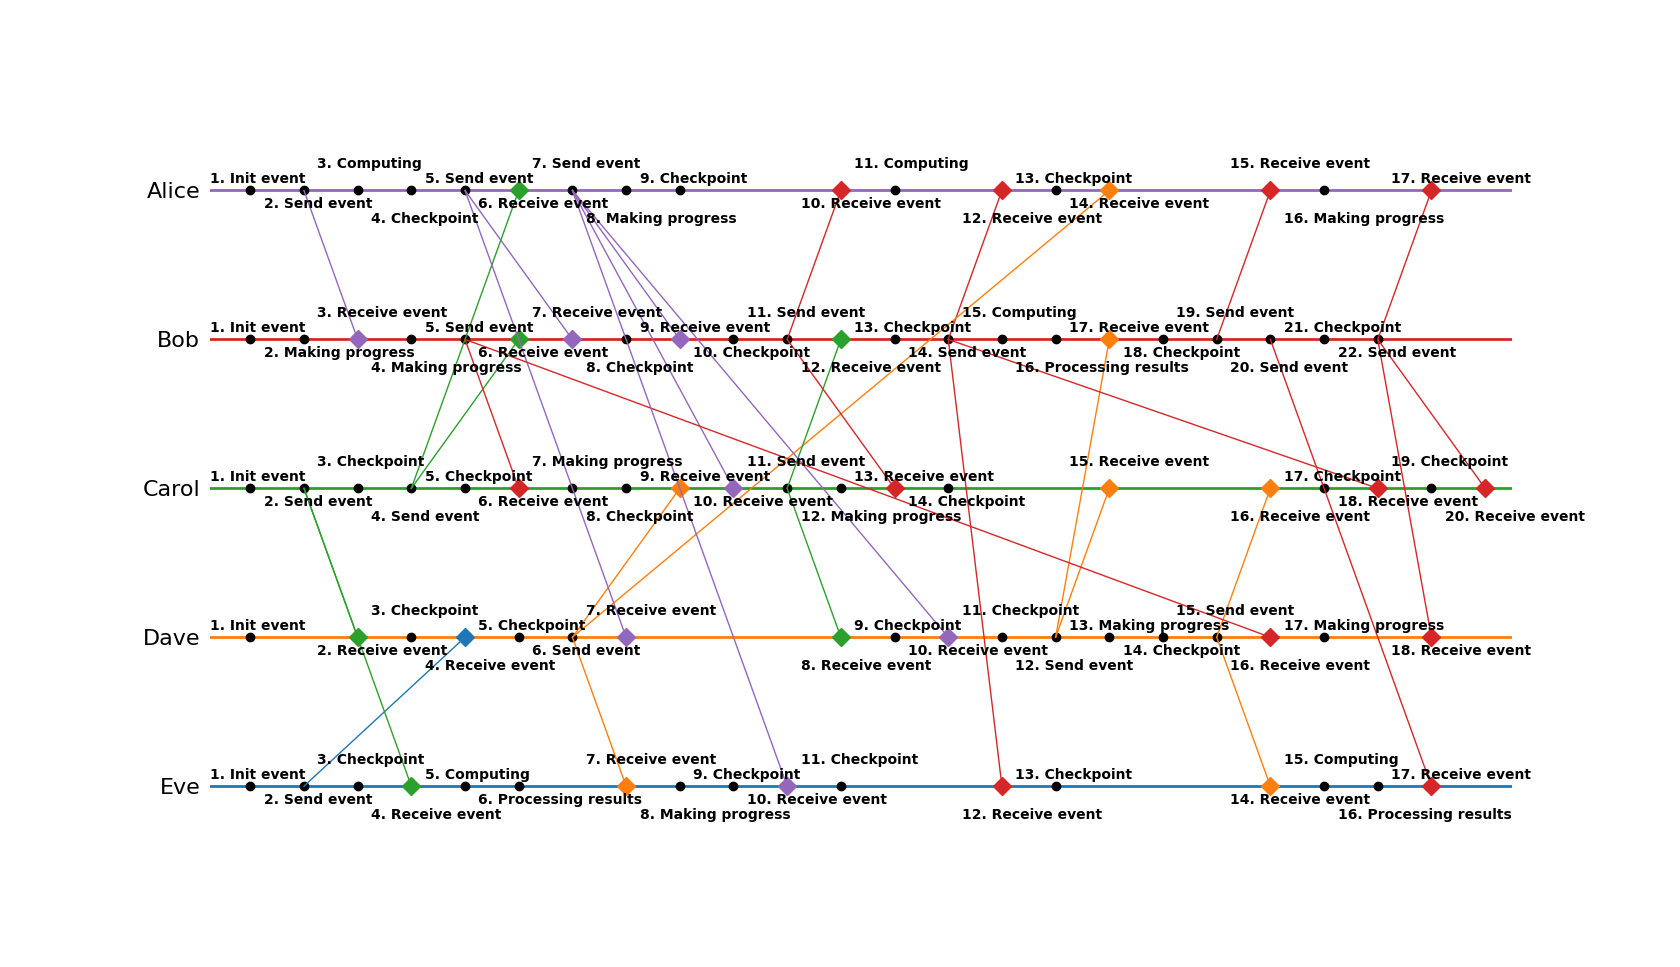 Alice
1. Init event
2. Send event
3. Computing
4. Checkpoint
5. Send event
6. Receive event
7. Send event
8. Making progress
9. Checkpoint
10. Receive event
11. Computing
12. Receive event
13. Checkpoint
14. Receive event
15. Receive event
16. Making progress
17. Receive event
Bob
1. Init event
2. Making progress
3. Receive event
4. Making progress
5. Send event
6. Receive event
7. Receive event
8. Checkpoint
9. Receive event
10. Checkpoint
11. Send event
12. Receive event
13. Checkpoint
14. Send event
15. Computing
16. Processing results
17. Receive event
18. Checkpoint
19. Send event
20. Send event
21. Checkpoint
22. Send event
Carol
1. Init event
2. Send event
3. Checkpoint
4. Send event
5. Checkpoint
6. Receive event
7. Making progress
8. Checkpoint
9. Receive event
10. Receive event
11. Send event
12. Making progress
13. Receive event
14. Checkpoint
15. Receive event
16. Receive event
17. Checkpoint
18. Receive event
19. Checkpoint
20. Receive event
Dave
1. Init event
2. Receive event
3. Checkpoint
4. Receive event
5. Checkpoint
6. Send event
7. Receive event
8. Receive event
9. Checkpoint
10. Receive event
11. Checkpoint
12. Send event
13. Making progress
14. Checkpoint
15. Send event
16. Receive event
17. Making progress
18. Receive event
Eve
1. Init event
2. Send event
3. Checkpoint
4. Receive event
5. Computing
6. Processing results
7. Receive event
8. Making progress
9. Checkpoint
10. Receive event
11. Checkpoint
12. Receive event
13. Checkpoint
14. Receive event
15. Computing
16. Processing results
17. Receive event